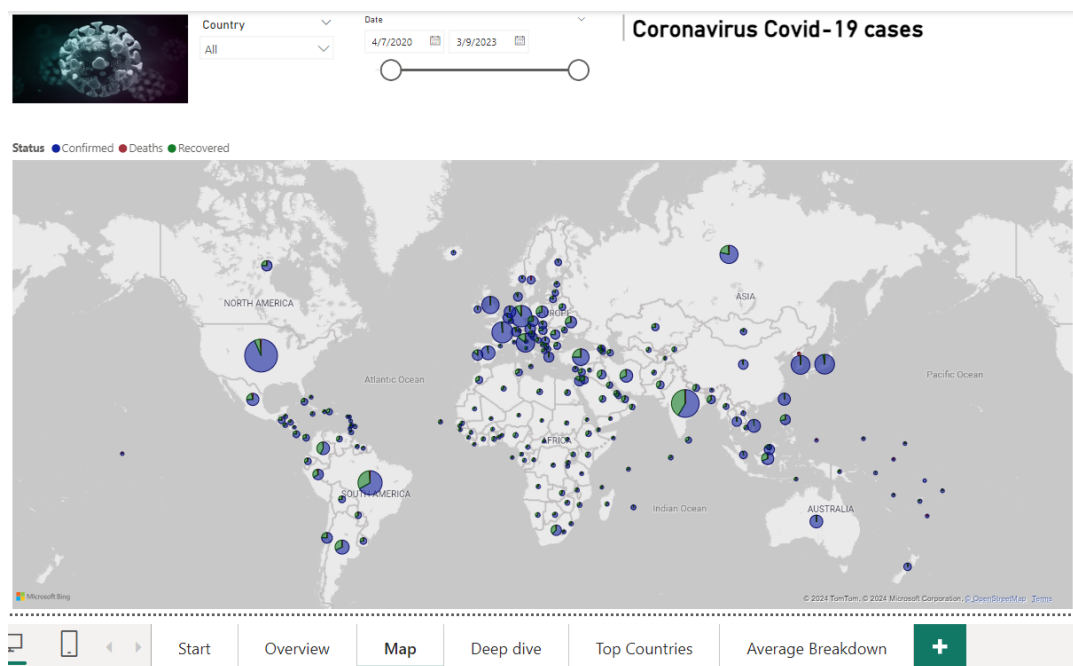 Country
All
Date
4/7/2020
3/9/2023
Coronavirus Covid-19 cases
Status Confirmed Deaths Recovered
NORTH AMERICA
ASIA
Atlantic Ocean
Pacific Ocean
AFRICA
SOUTH AMERICA
Indian Ocean
AUSTRALIA
Microsoft Bing
© 2024 TomTom, © 2024 Microsoft Corporation, © OpenStreetMap Terms
Start
Overview
Map
Deep dive
Top Countries
Average Breakdown
+